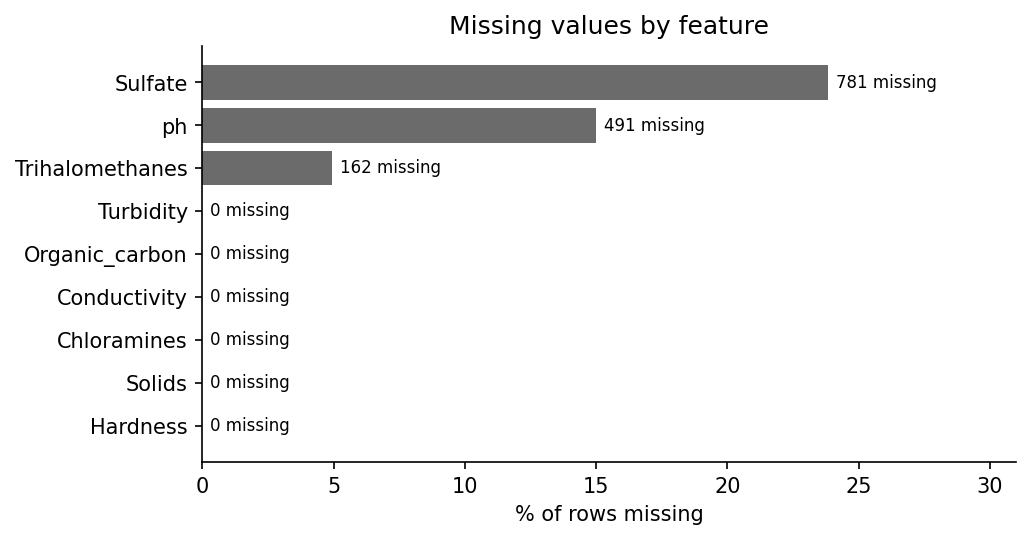 Missing values by feature
Sulfate 781 missing
ph 491 missing
Trihalomethanes 162 missing
Turbidity 0 missing
Organic_carbon 0 missing
Conductivity 0 missing
Chloramines 0 missing
Solids 0 missing
Hardness 0 missing
0 5 10 15 20 25 30
% of rows missing